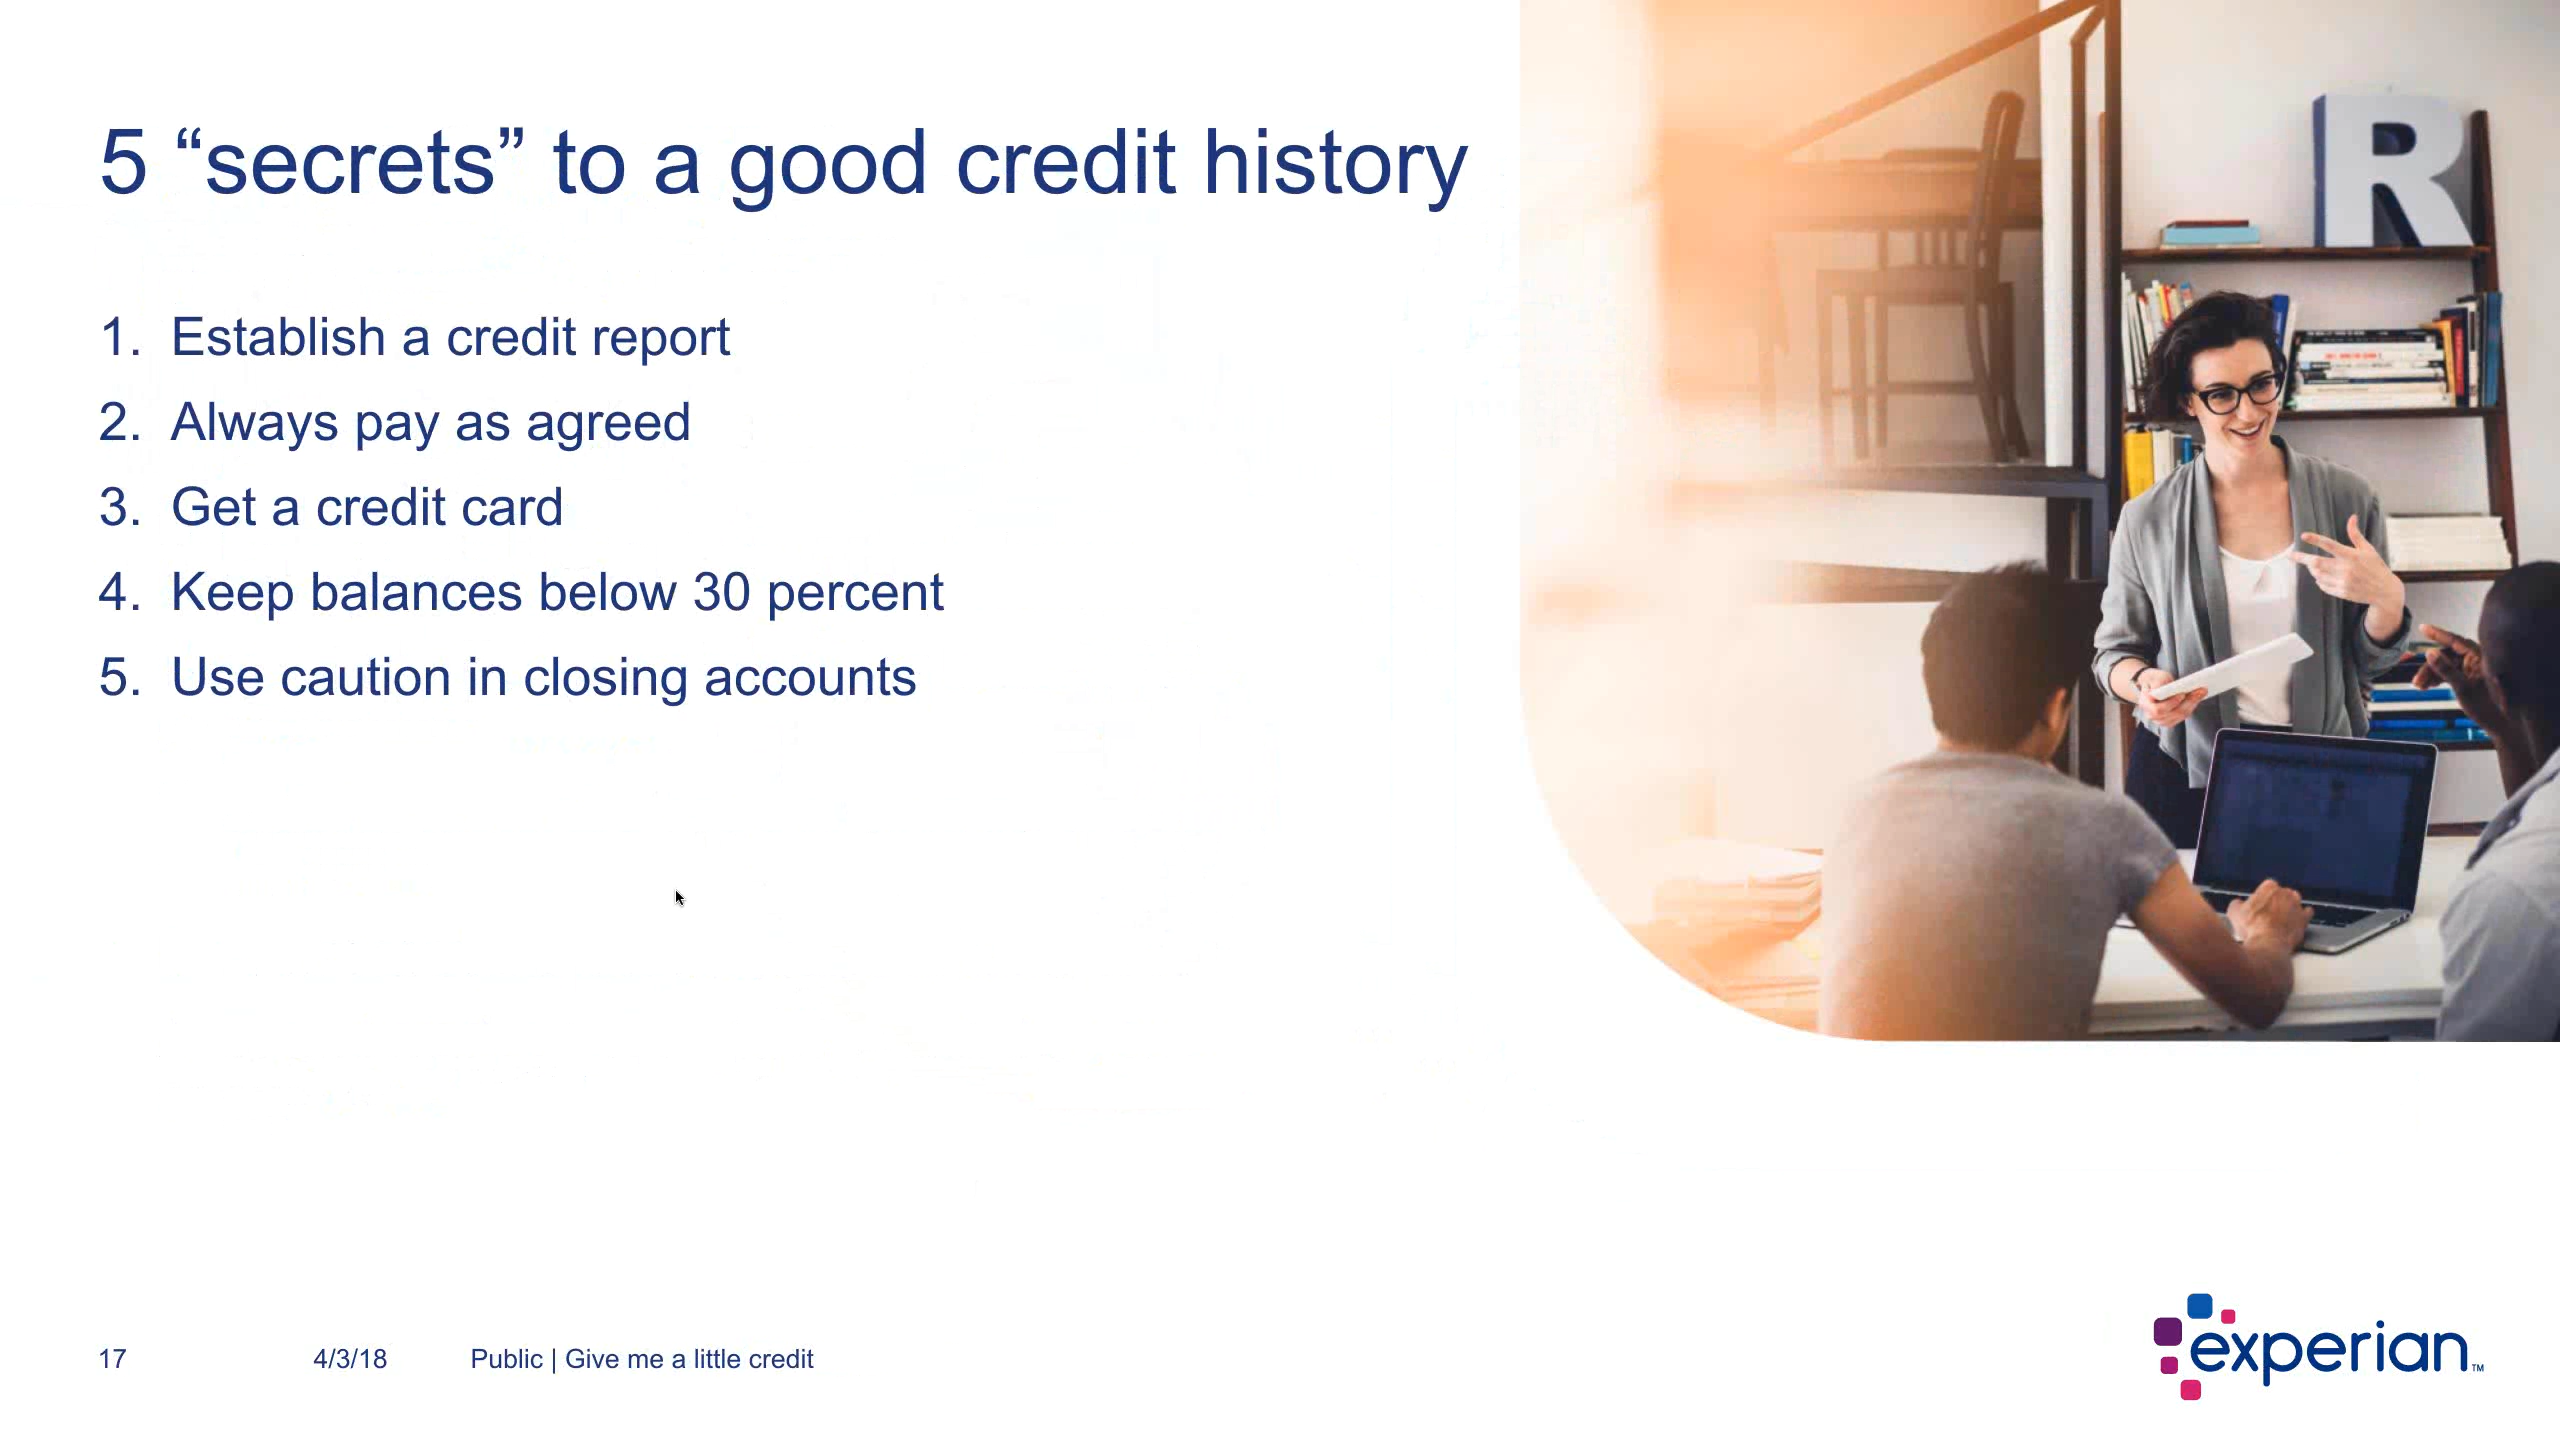 5 “secrets” to a good credit history
1. Establish a credit report
2. Always pay as agreed
3. Get a credit card
4. Keep balances below 30 percent
5. Use caution in closing accounts
R
17 4/3/18 Public | Give me a little credit
experian™